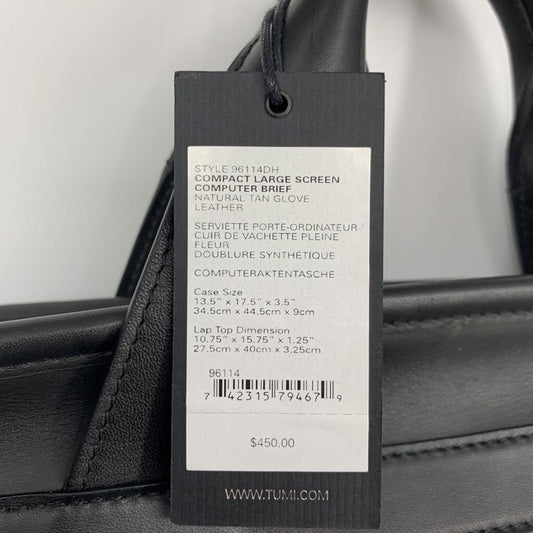 STYLE 96114DH
COMPACT LARGE SCREEN
COMPUTER BRIEF
NATURAL TAN GLOVE
LEATHER
SERVIETTE PORTE-ORDINATEUR
CUIR DE VACHETTE PLEINE
FLEUR
DOUBLURE SYNTHÉTIQUE
COMPUTERAKTENTASCHE
Case Size
13.5" x 17.5" x 3.5"
34.5cm x 44.5cm x 9cm
Lap Top Dimension
10.75" x 15.75" x 1.25"
27.5cm x 40cm x 3.25cm
96114
7 42315 79467 9
$450.00
WWW.TUMI.COM